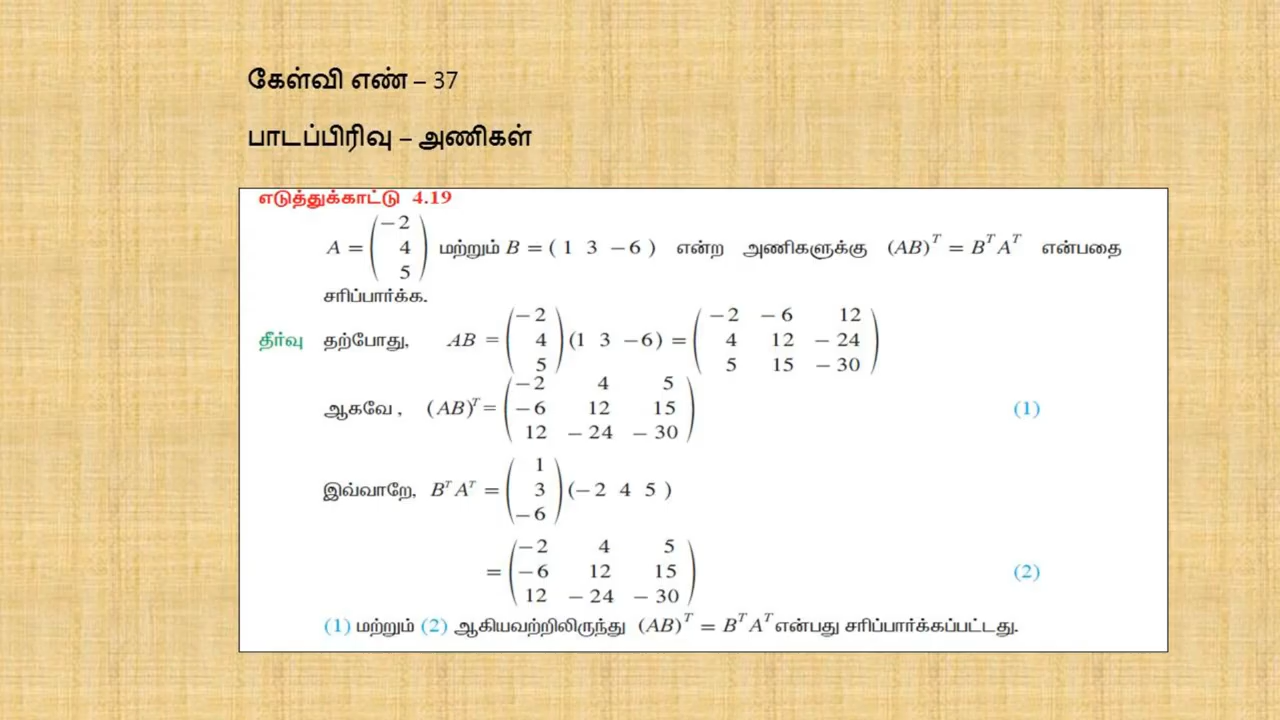 கேள்வி எண் – 37
பாடப்பிரிவு – அணிகள்
எடுத்துக்காட்டு 4.19
A = (−2 4 5) மற்றும் B = ( 1 3 −6 ) என்ற அணிகளுக்கு (AB)^T = B^T A^T என்பதை
சரிப்பார்க்க.
தீர்வு தற்போது, AB = (−2 4 5) (1 3 −6) = (−2 −6 12 4 12 −24 5 15 −30)
ஆகவே , (AB)^T = (−2 4 5 −6 12 15 12 −24 −30) (1)
இவ்வாறே, B^T A^T = (1 3 −6) (−2 4 5 )
= (−2 4 5 −6 12 15 12 −24 −30) (2)
(1) மற்றும் (2) ஆகியவற்றிலிருந்து (AB)^T = B^T A^T என்பது சரிப்பார்க்கப்பட்டது.